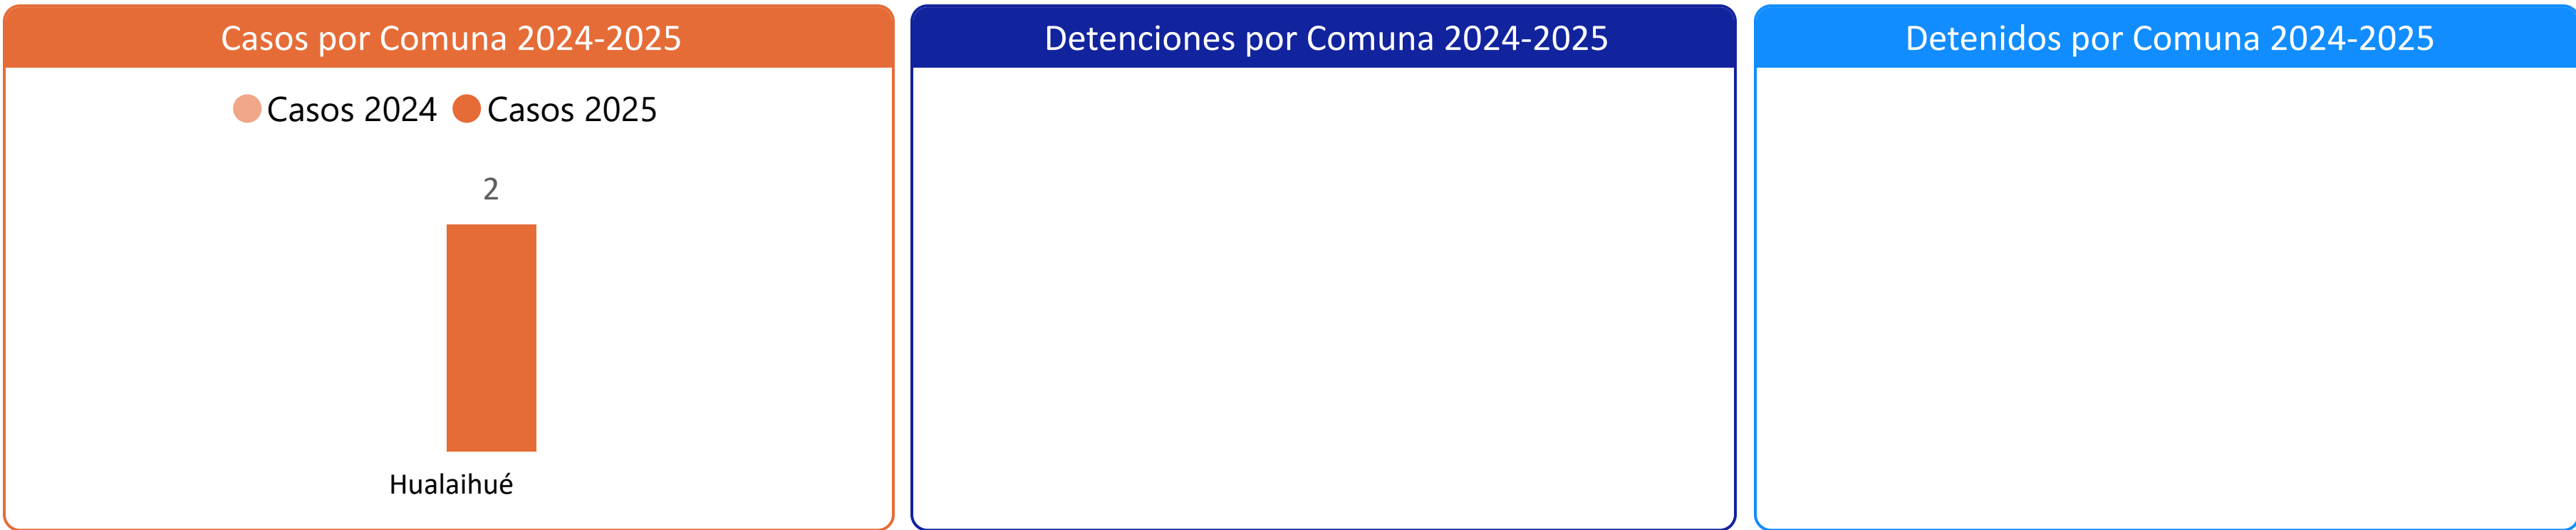 Casos por Comuna 2024-2025
Casos 2024 Casos 2025
2
Hualaihué
Detenciones por Comuna 2024-2025
Detenidos por Comuna 2024-2025